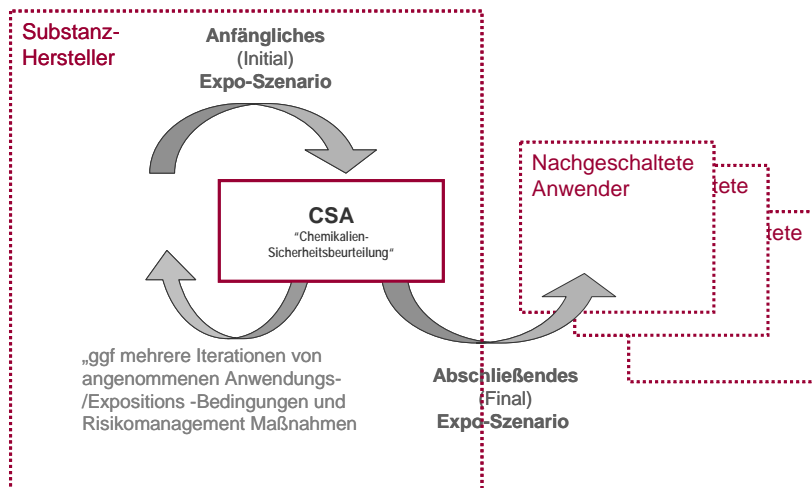 Substanz-
Hersteller
Anfängliches
(Initial)
Expo-Szenario
CSA
"Chemikalien-
Sicherheitsbeurteilung"
„ggf mehrere Iterationen von
angenommenen Anwendungs-
/Expositions -Bedingungen und
Risikomanagement Maßnahmen
Abschließendes
(Final)
Expo-Szenario
Nachgeschaltete
Anwender
tete
tete